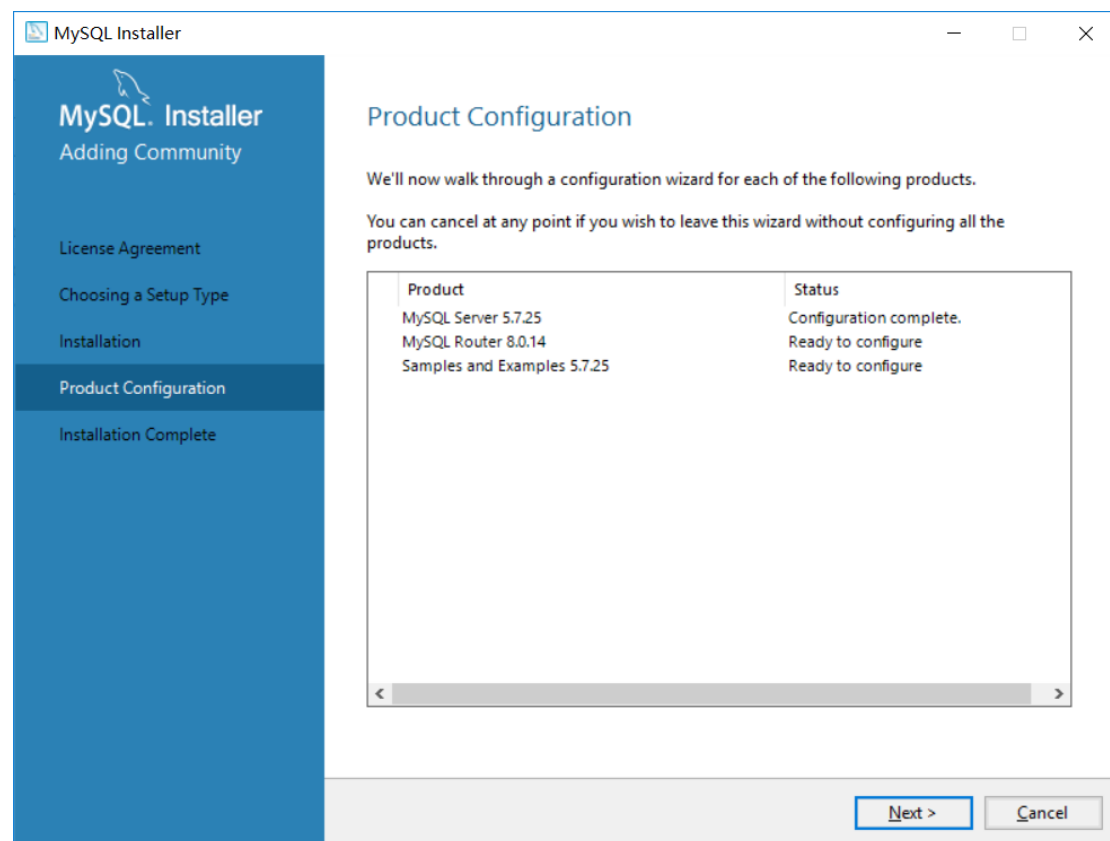 MySQL Installer
MySQL. Installer
Adding Community
License Agreement
Choosing a Setup Type
Installation
Product Configuration
Installation Complete
Product Configuration
We'll now walk through a configuration wizard for each of the following products.
You can cancel at any point if you wish to leave this wizard without configuring all the
products.
Product Status
MySQL Server 5.7.25 Configuration complete.
MySQL Router 8.0.14 Ready to configure
Samples and Examples 5.7.25 Ready to configure
Next > Cancel